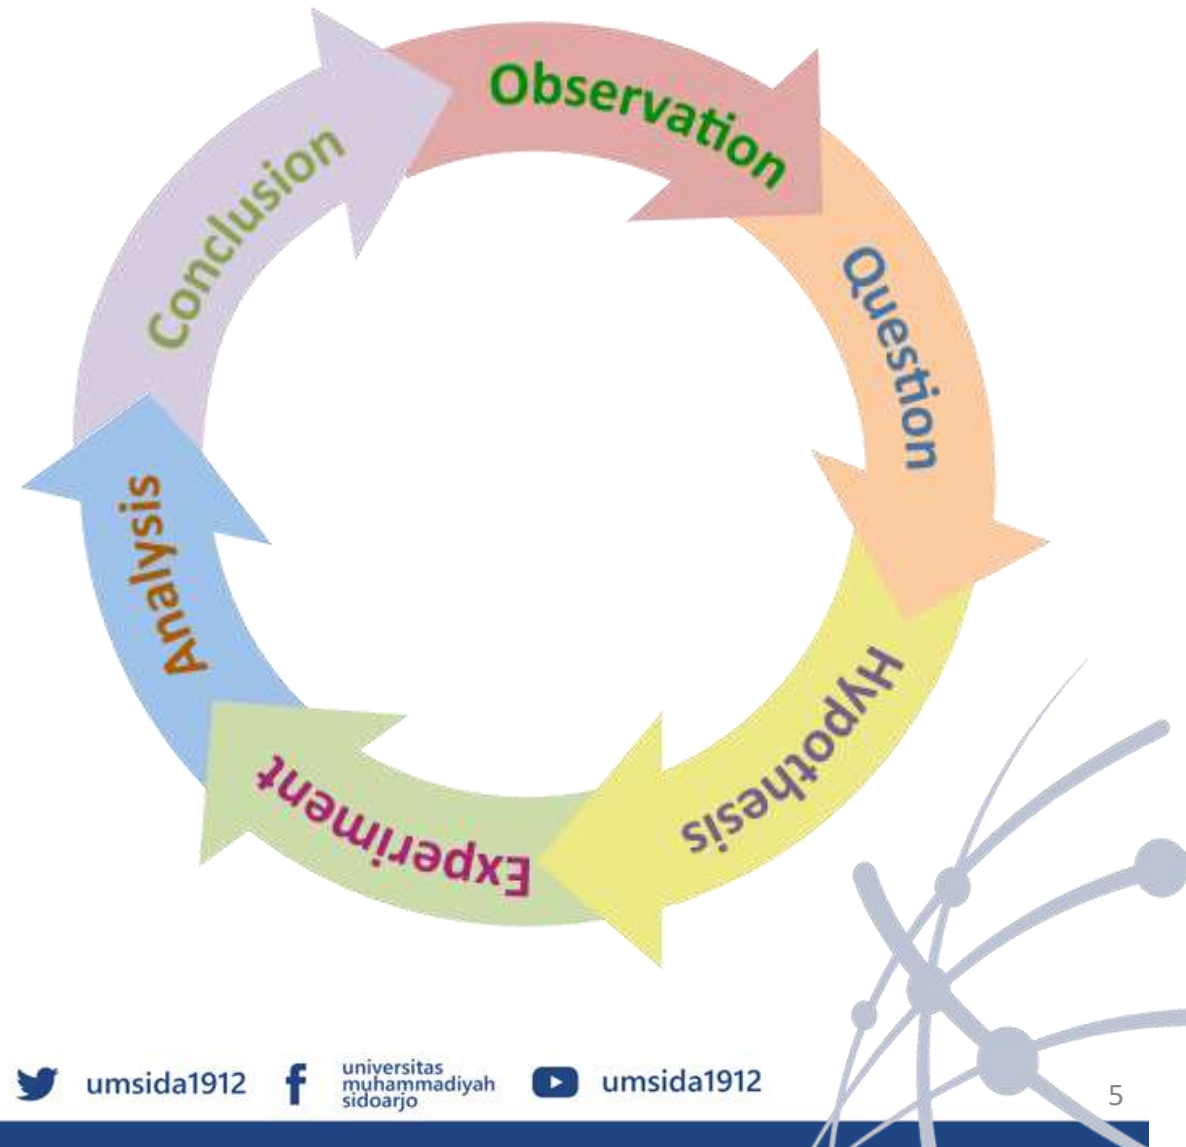 Observation
Question
Hypothesis
Experiment
Analysis
Conclusion
umsida1912
universitas
muhammadiyah
sidoarjo
umsida1912
5